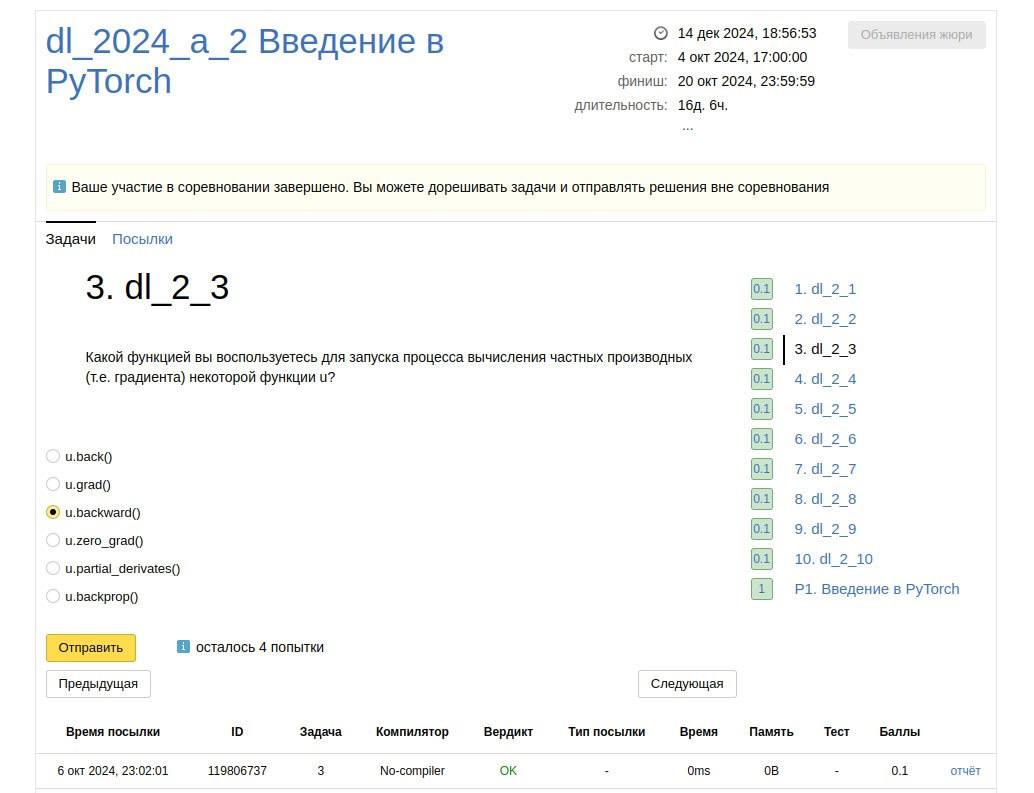 dl_2024_a_2 Введение в
PyTorch
14 дек 2024, 18:56:53
Объявления жюри
старт: 4 окт 2024, 17:00:00
финиш: 20 окт 2024, 23:59:59
длительность: 16д. 6ч.
...
Ваше участие в соревновании завершено. Вы можете дорешивать задачи и отправлять решения вне соревнования
Задачи Посылки
3. dl_2_3
Какой функцией вы воспользуетесь для запуска процесса вычисления частных производных
(т.е. градиента) некоторой функции u?
u.back()
u.grad()
u.backward()
u.zero_grad()
u.partial_derivates()
u.backprop()
0.1 1. dl_2_1
0.1 2. dl_2_2
0.1 3. dl_2_3
0.1 4. dl_2_4
0.1 5. dl_2_5
0.1 6. dl_2_6
0.1 7. dl_2_7
0.1 8. dl_2_8
0.1 9. dl_2_9
0.1 10. dl_2_10
1 P1. Введение в PyTorch
Отправить осталось 4 попытки
Предыдущая Следующая
Время посылки ID Задача Компилятор Вердикт Тип посылки Время Память Тест Баллы
6 окт 2024, 23:02:01 119806737 3 No-compiler OK - 0ms 0B - 0.1 отчёт